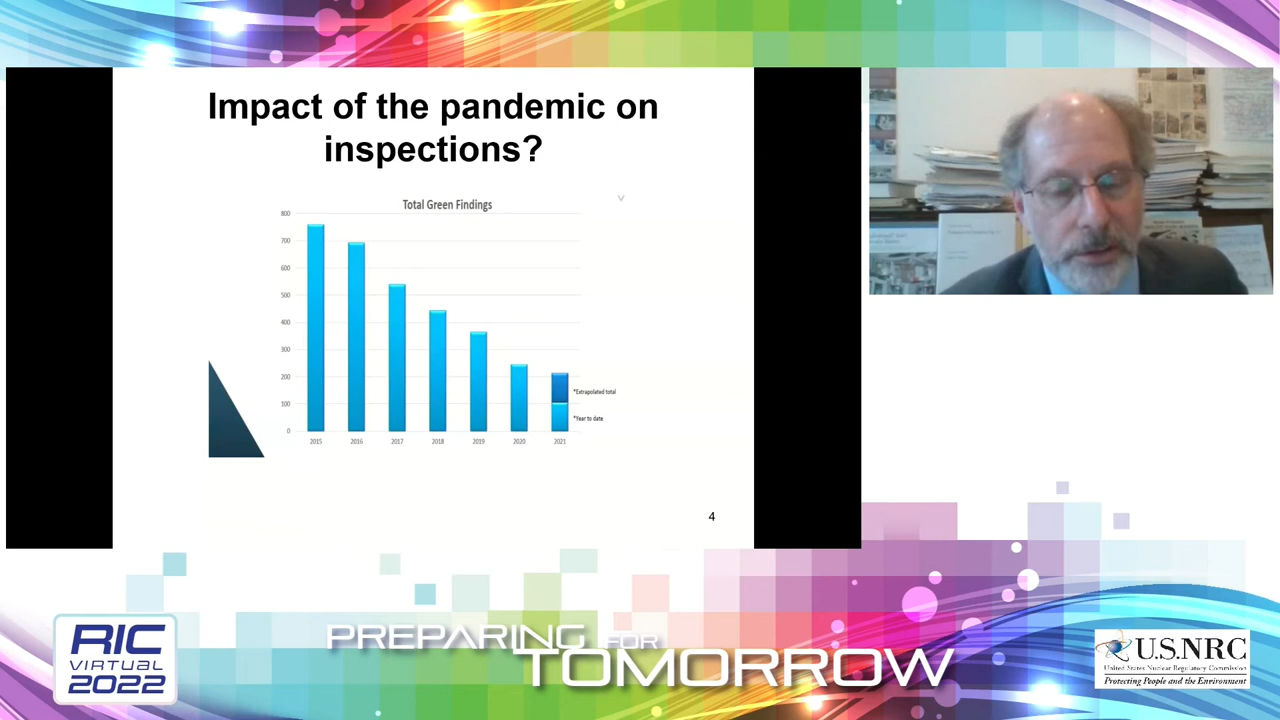 Impact of the pandemic on
inspections?
Total Green Findings
800
700
600
500
400
300
200
100
0
*Extrapolated total
*Year to date
2015 2016 2017 2018 2019 2020 2021
4
RIC
VIRTUAL
2022
PREPARING FOR
TOMORROW
U.S.NRC
United States Nuclear Regulatory Commission
Protecting People and the Environment